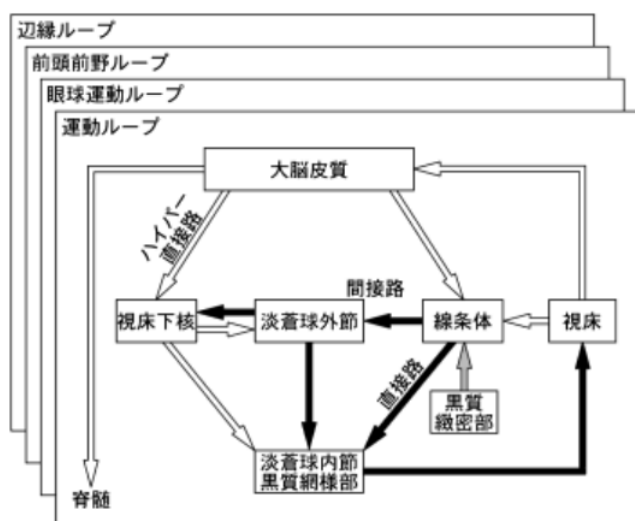 辺縁ループ
前頭前野ループ
眼球運動ループ
運動ループ
大脳皮質
ハイパー
直接路
間接路
視床下核
淡蒼球外節
線条体
視床
直接路
黒質
緻密部
淡蒼球内節
黒質網様部
脊髄